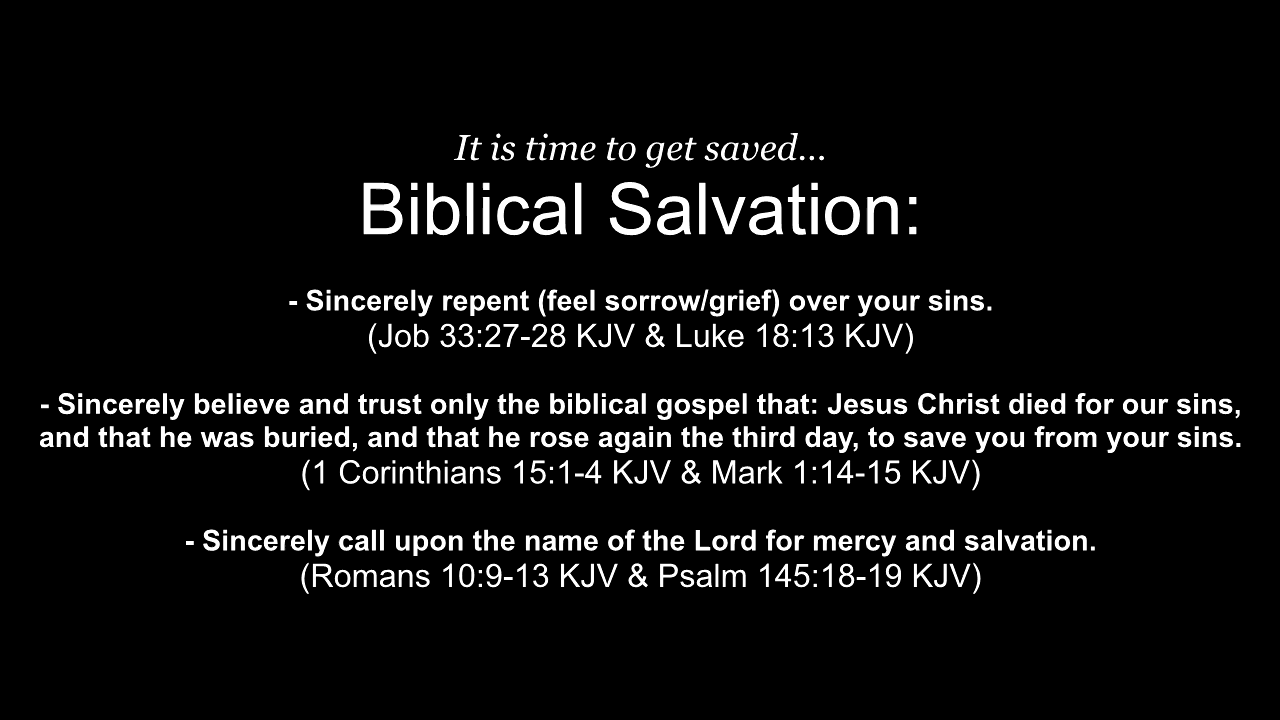 It is time to get saved...
Biblical Salvation:
- Sincerely repent (feel sorrow/grief) over your sins.
(Job 33:27-28 KJV & Luke 18:13 KJV)
- Sincerely believe and trust only the biblical gospel that: Jesus Christ died for our sins,
and that he was buried, and that he rose again the third day, to save you from your sins.
(1 Corinthians 15:1-4 KJV & Mark 1:14-15 KJV)
- Sincerely call upon the name of the Lord for mercy and salvation.
(Romans 10:9-13 KJV & Psalm 145:18-19 KJV)